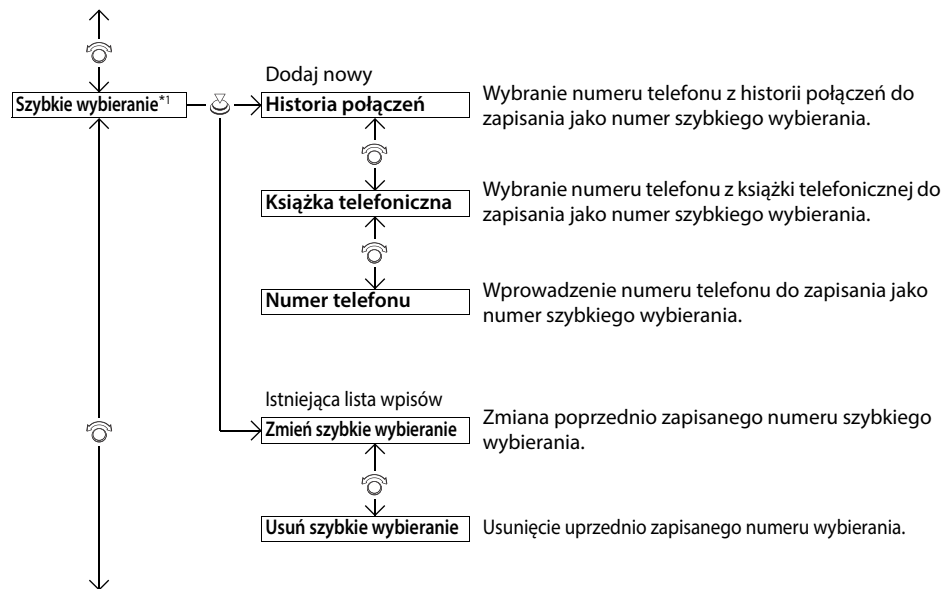 Szybkie wybieranie*1
Dodaj nowy
Historia połączeń
Wybranie numeru telefonu z historii połączeń do
zapisania jako numer szybkiego wybierania.
Książka telefoniczna
Wybranie numeru telefonu z książki telefonicznej do
zapisania jako numer szybkiego wybierania.
Numer telefonu
Wprowadzenie numeru telefonu do zapisania jako
numer szybkiego wybierania.
Istniejąca lista wpisów
Zmień szybkie wybieranie
Zmiana poprzednio zapisanego numeru szybkiego
wybierania.
Usuń szybkie wybieranie
Usunięcie uprzednio zapisanego numeru wybierania.